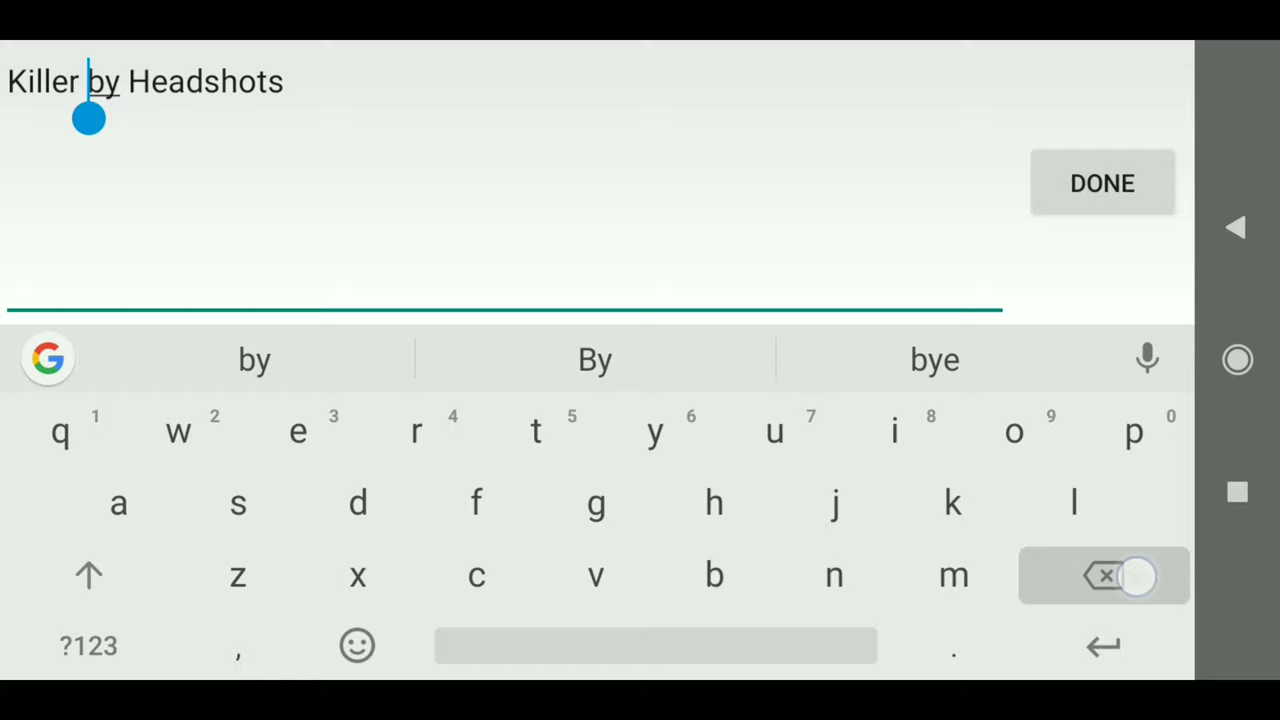 Killer by Headshots
DONE
by By bye
q 1 w 2 e 3 r 4 t 5 y 6 u 7 i 8 o 9 p 0
a s d f g h j k l
z x c v b n m
?123 , .